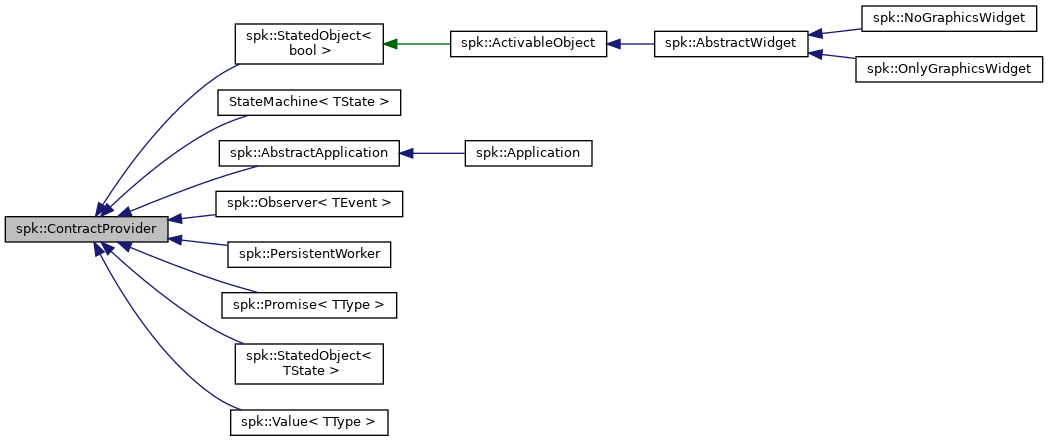 spk::NoGraphicsWidget
spk::StatedObject<
bool >
spk::ActivableObject
spk::AbstractWidget
spk::OnlyGraphicsWidget
StateMachine< TState >
spk::AbstractApplication
spk::Application
spk::Observer< TEvent >
spk::ContractProvider
spk::PersistentWorker
spk::Promise< TType >
spk::StatedObject<
TState >
spk::Value< TType >